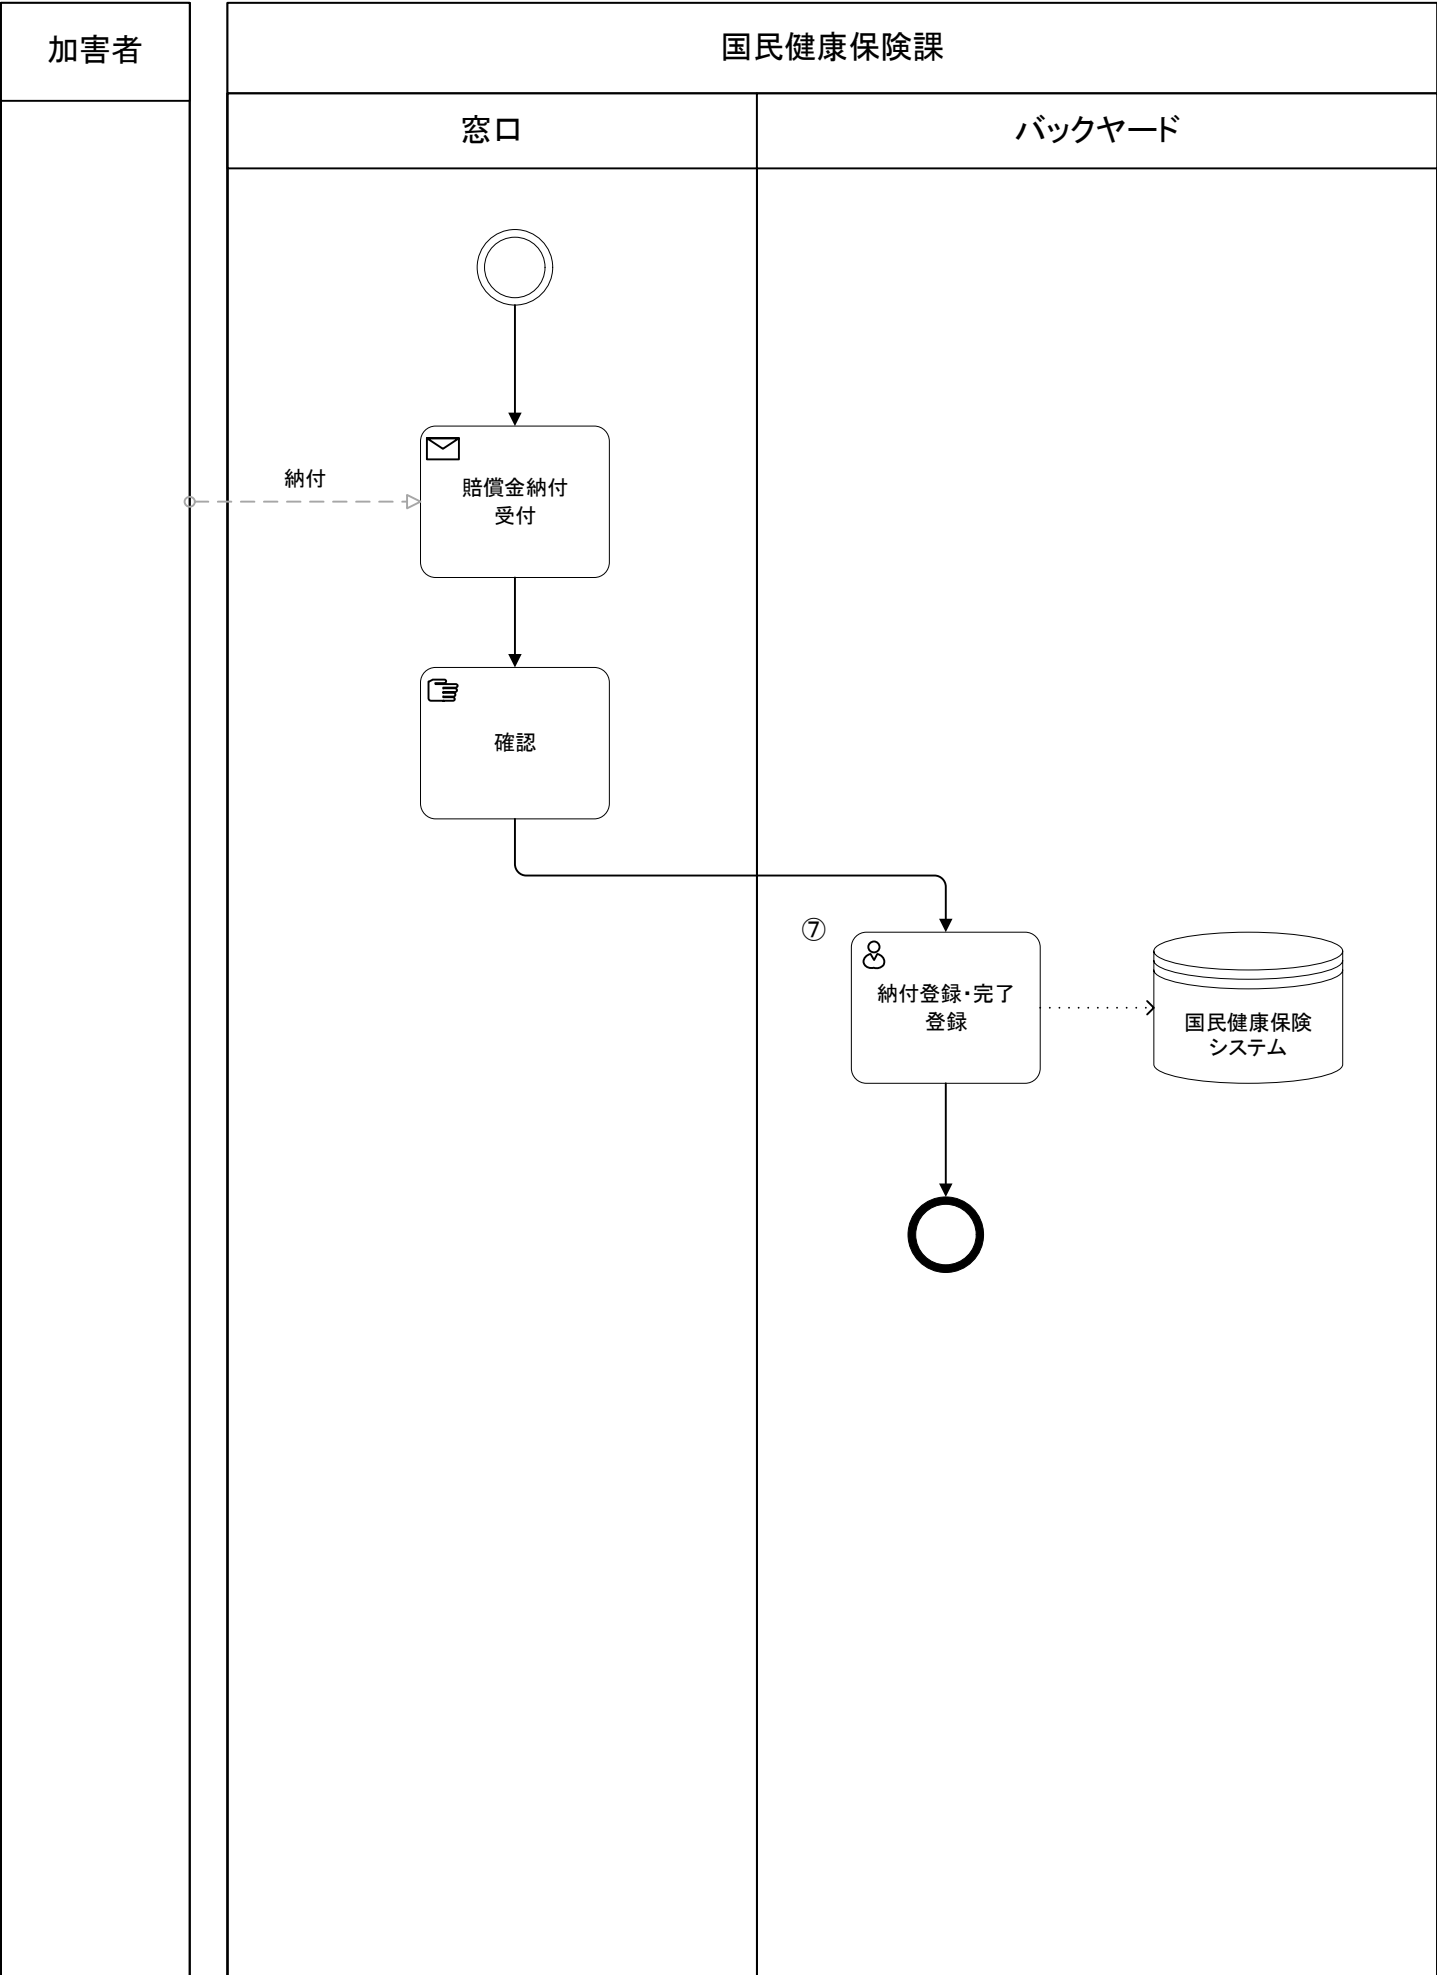 加害者
国民健康保険課
窓口
バックヤード
納付
賠償金納付
受付
確認
⑦
納付登録・完了
登録
国民健康保険
システム